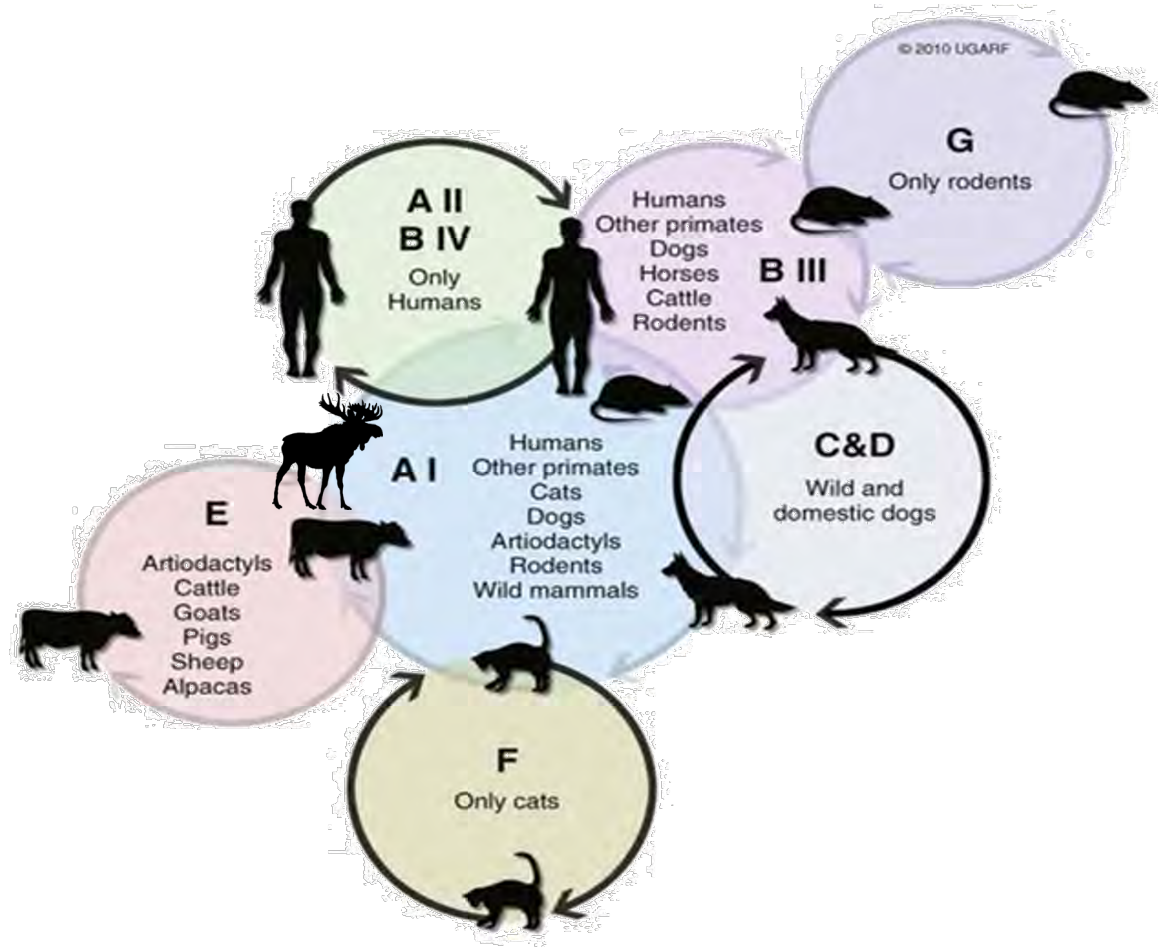 © 2010 UGARF
G
Only rodents
A II
B IV
Only
Humans
Humans
Other primates
Dogs
Horses
Cattle
Rodents
B III
A I
Humans
Other primates
Cats
Dogs
Artiodactyls
Rodents
Wild mammals
C&D
Wild and
domestic dogs
E
Artiodactyls
Cattle
Goats
Pigs
Sheep
Alpacas
F
Only cats